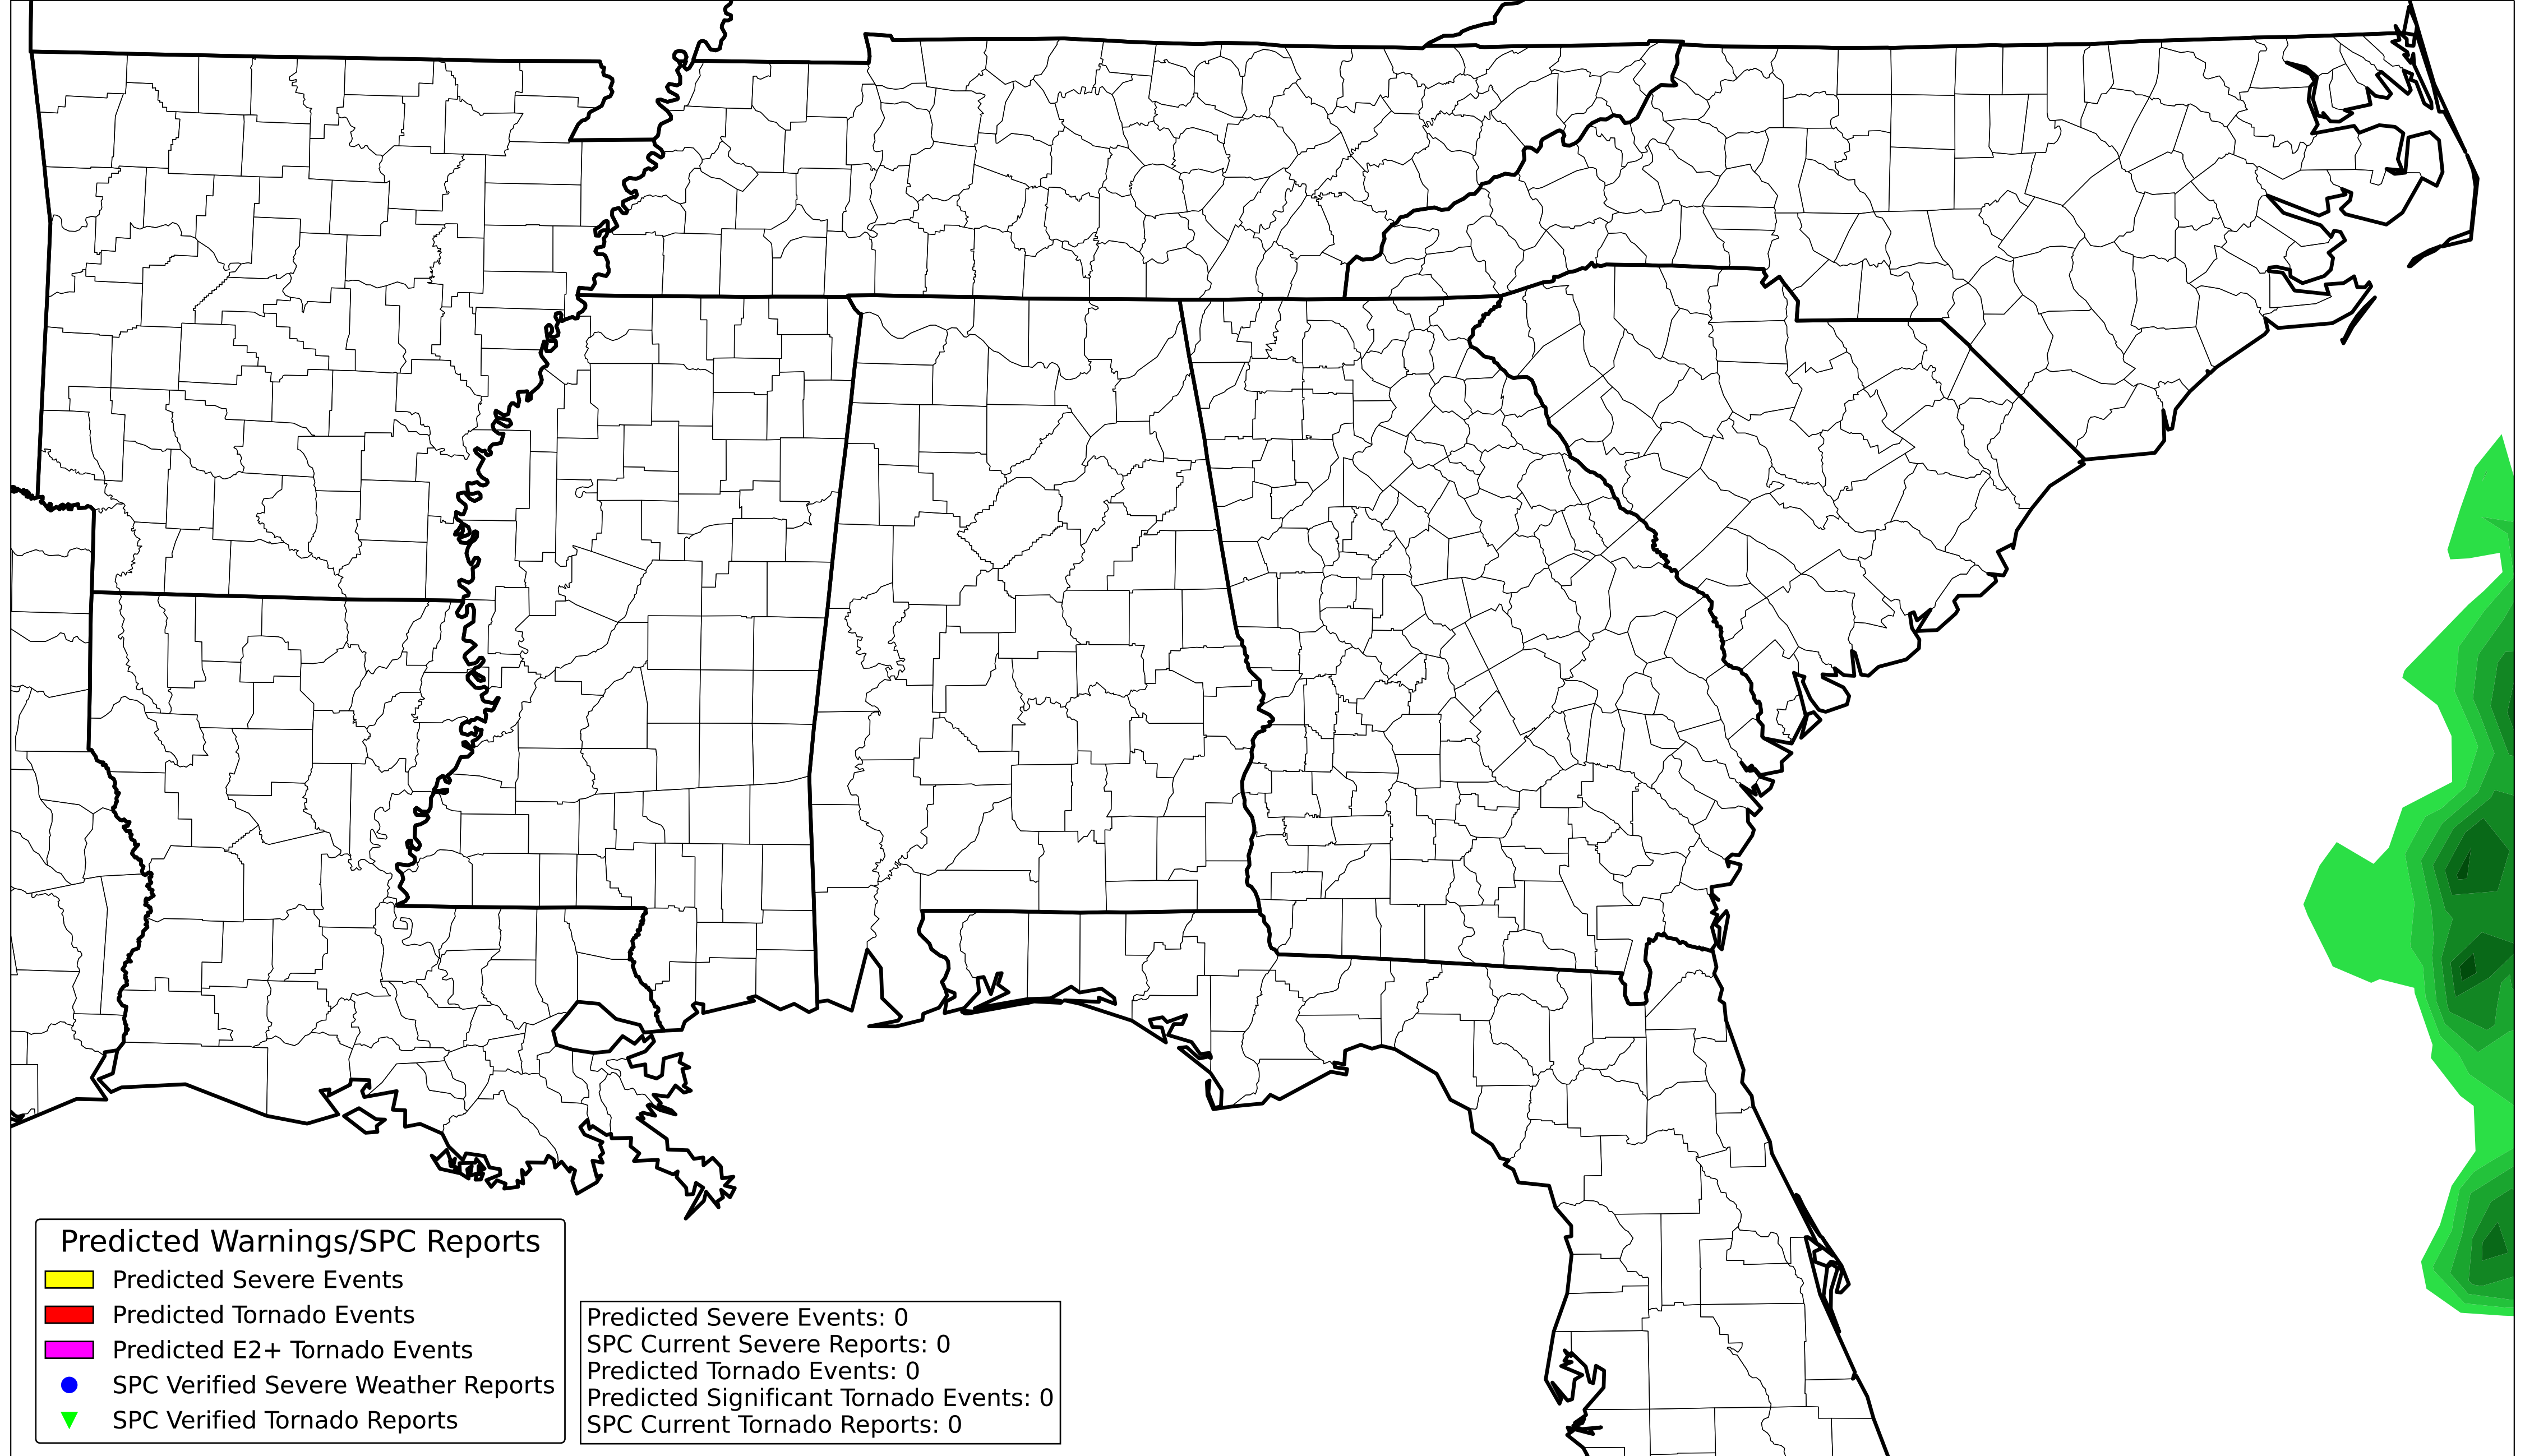 Predicted Warnings/SPC Reports
Predicted Severe Events
Predicted Tornado Events
Predicted E2+ Tornado Events
SPC Verified Severe Weather Reports
SPC Verified Tornado Reports
Predicted Severe Events: 0
SPC Current Severe Reports: 0
Predicted Tornado Events: 0
Predicted Significant Tornado Events: 0
SPC Current Tornado Reports: 0